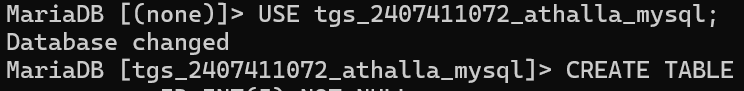 MariaDB [(none)]> USE tgs_2407411072_athalla_mysql;
Database changed
MariaDB [tgs_2407411072_athalla_mysql]> CREATE TABLE